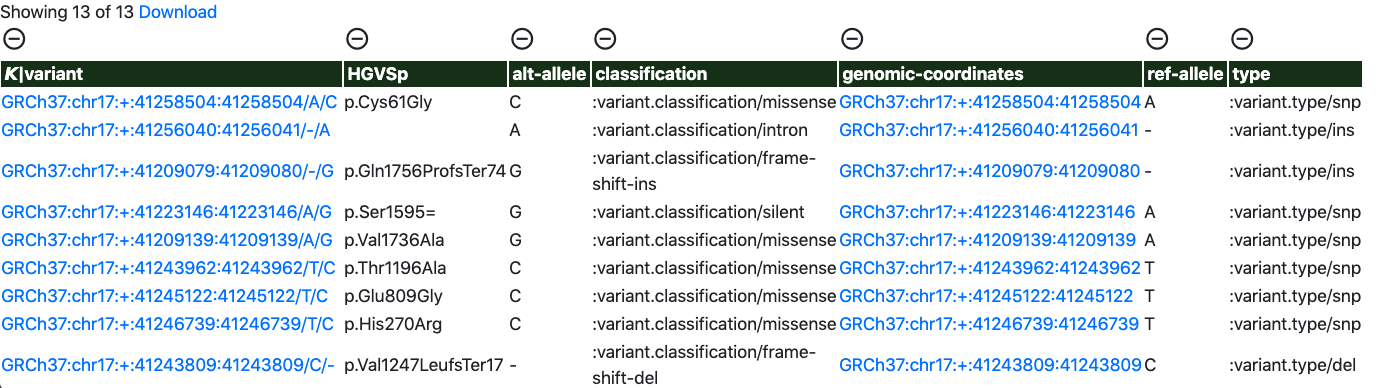 Showing 13 of 13 Download
K|variant HGVSp alt-allele classification genomic-coordinates ref-allele type
GRCh37:chr17:+:41258504:41258504/A/C p.Cys61Gly C :variant.classification/missense GRCh37:chr17:+:41258504:41258504 A :variant.type/snp
GRCh37:chr17:+:41256040:41256041/-/A A :variant.classification/intron GRCh37:chr17:+:41256040:41256041 - :variant.type/ins
GRCh37:chr17:+:41209079:41209080/-/G p.Gln1756ProfsTer74 G :variant.classification/frame-
shift-ins GRCh37:chr17:+:41209079:41209080 - :variant.type/ins
GRCh37:chr17:+:41223146:41223146/A/G p.Ser1595= G :variant.classification/silent GRCh37:chr17:+:41223146:41223146 A :variant.type/snp
GRCh37:chr17:+:41209139:41209139/A/G p.Val1736Ala G :variant.classification/missense GRCh37:chr17:+:41209139:41209139 A :variant.type/snp
GRCh37:chr17:+:41243962:41243962/T/C p.Thr1196Ala C :variant.classification/missense GRCh37:chr17:+:41243962:41243962 T :variant.type/snp
GRCh37:chr17:+:41245122:41245122/T/C p.Glu809Gly C :variant.classification/missense GRCh37:chr17:+:41245122:41245122 T :variant.type/snp
GRCh37:chr17:+:41246739:41246739/T/C p.His270Arg C :variant.classification/missense GRCh37:chr17:+:41246739:41246739 T :variant.type/snp
GRCh37:chr17:+:41243809:41243809/C/- p.Val1247LeufsTer17 - :variant.classification/frame-
shift-del GRCh37:chr17:+:41243809:41243809 C :variant.type/del